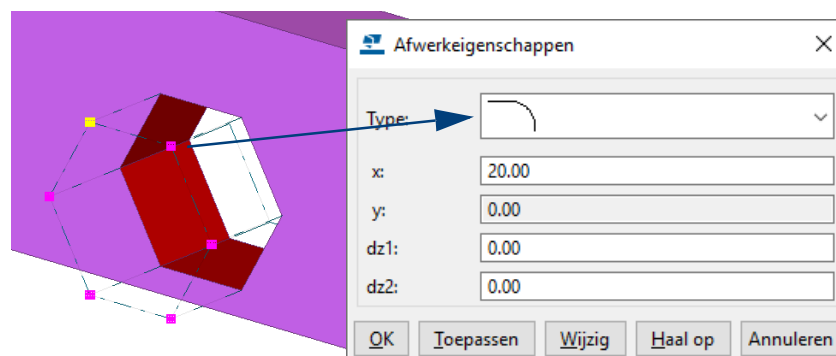 Afwerkeigenschappen
Type:
x: 20.00
y: 0.00
dz1: 0.00
dz2: 0.00
OK Toepassen Wijzig Haal op Annuleren